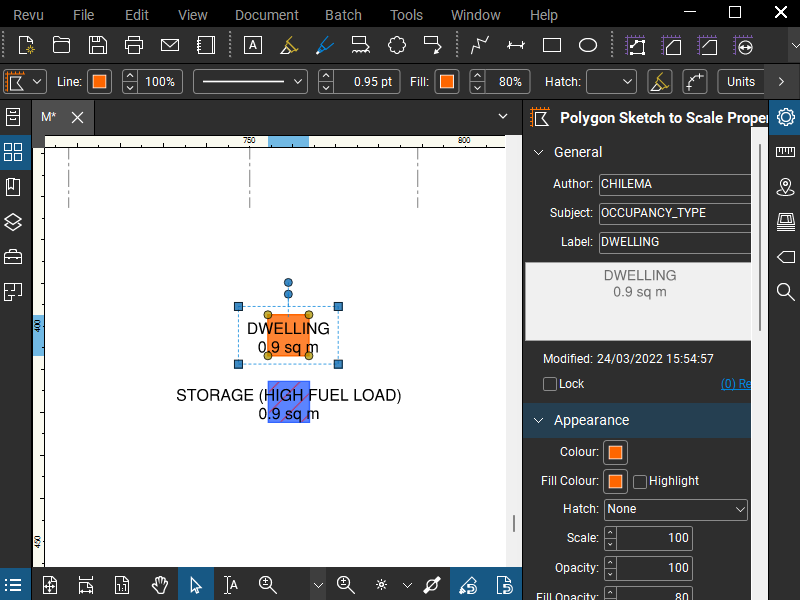 Revu File Edit View Document Batch Tools Window Help
Line: 100% 0.95 pt Fill: 80% Hatch: Units
M*
Polygon Sketch to Scale Proper
750 800
General
Author: CHILEMA
Subject: OCCUPANCY_TYPE
Label: DWELLING
DWELLING
0.9 sq m
400
DWELLING
0.9 sq m
Modified: 24/03/2022 15:54:57
Lock (0) Re
STORAGE (HIGH FUEL LOAD)
0.9 sq m
Appearance
Colour:
Fill Colour: Highlight
Hatch: None
Scale: 100
450
Opacity: 100
Fill Opacity: 80